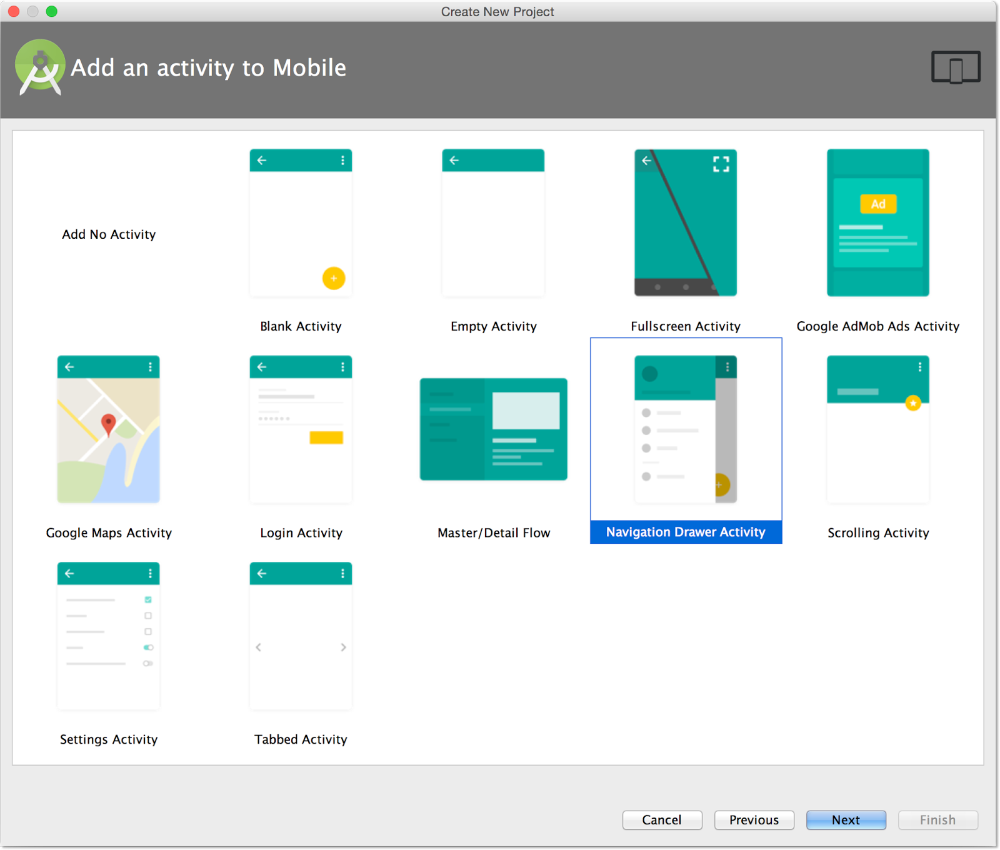 Create New Project
Add an activity to Mobile
Ad
Add No Activity
Blank Activity
Empty Activity
Fullscreen Activity
Google AdMob Ads Activity
Google Maps Activity
Login Activity
Master/Detail Flow
Navigation Drawer Activity
Scrolling Activity
Settings Activity
Tabbed Activity
Cancel
Previous
Next
Finish